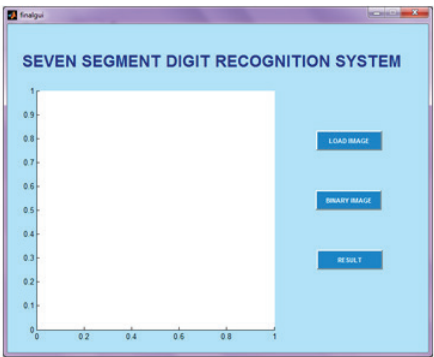 finalgui
SEVEN SEGMENT DIGIT RECOGNITION SYSTEM
1
0.9
0.8
0.7
0.6
0.5
0.4
0.3
0.2
0.1
0
0 0.2 0.4 0.6 0.8 1
LOAD IMAGE
BINARY IMAGE
RESULT